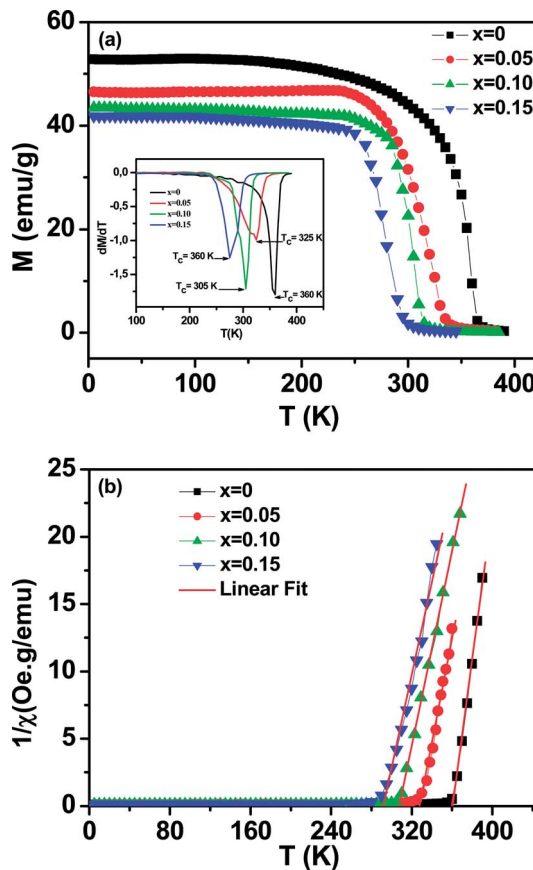 60
40
20
0
M (emu/g)
(a)
x=0
x=0.05
x=0.10
x=0.15
0,0
-0,5
-1,0
-1,5
dM/dT
x=0
x=0.05
x=0.10
x=0.15
T_C = 325 K
T_C= 360 K
305 K
T_C= 360 K
100 200 300 400
T(K)
0 100 200 300 400
T (K)
25
20
15
10
5
0
1/χ(Oe.g/emu)
(b)
x=0
x=0.05
x=0.10
x=0.15
Linear Fit
0 80 160 240 320 400
T (K)